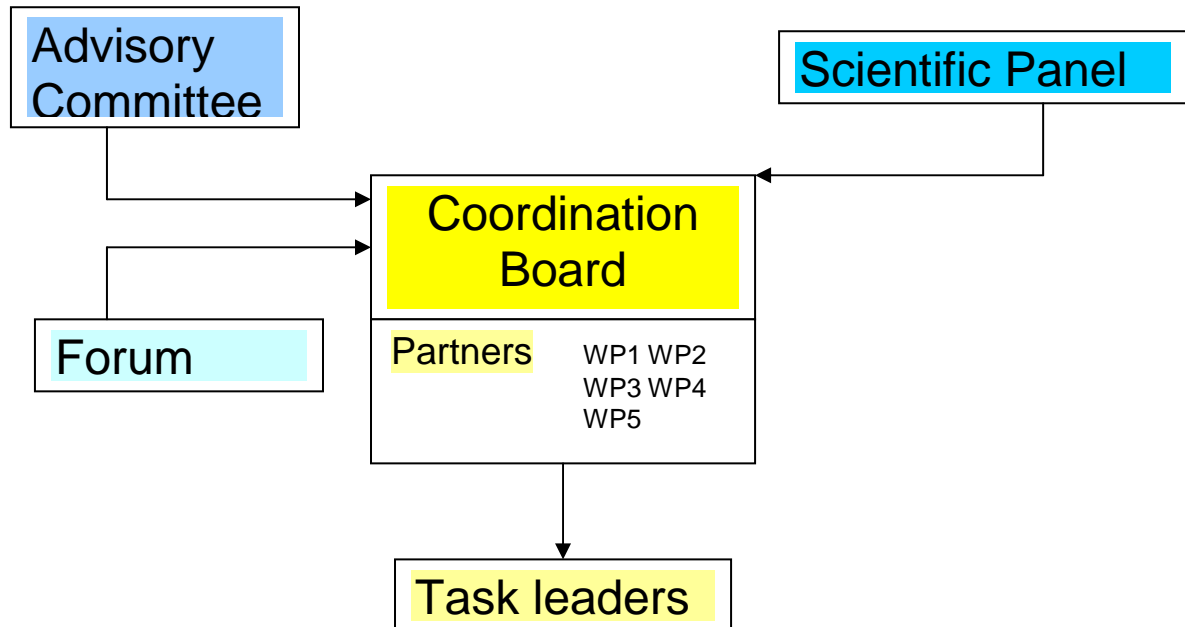 Advisory
Committee
Scientific Panel
Coordination
Board
Forum
Partners
WP1 WP2
WP3 WP4
WP5
Task leaders